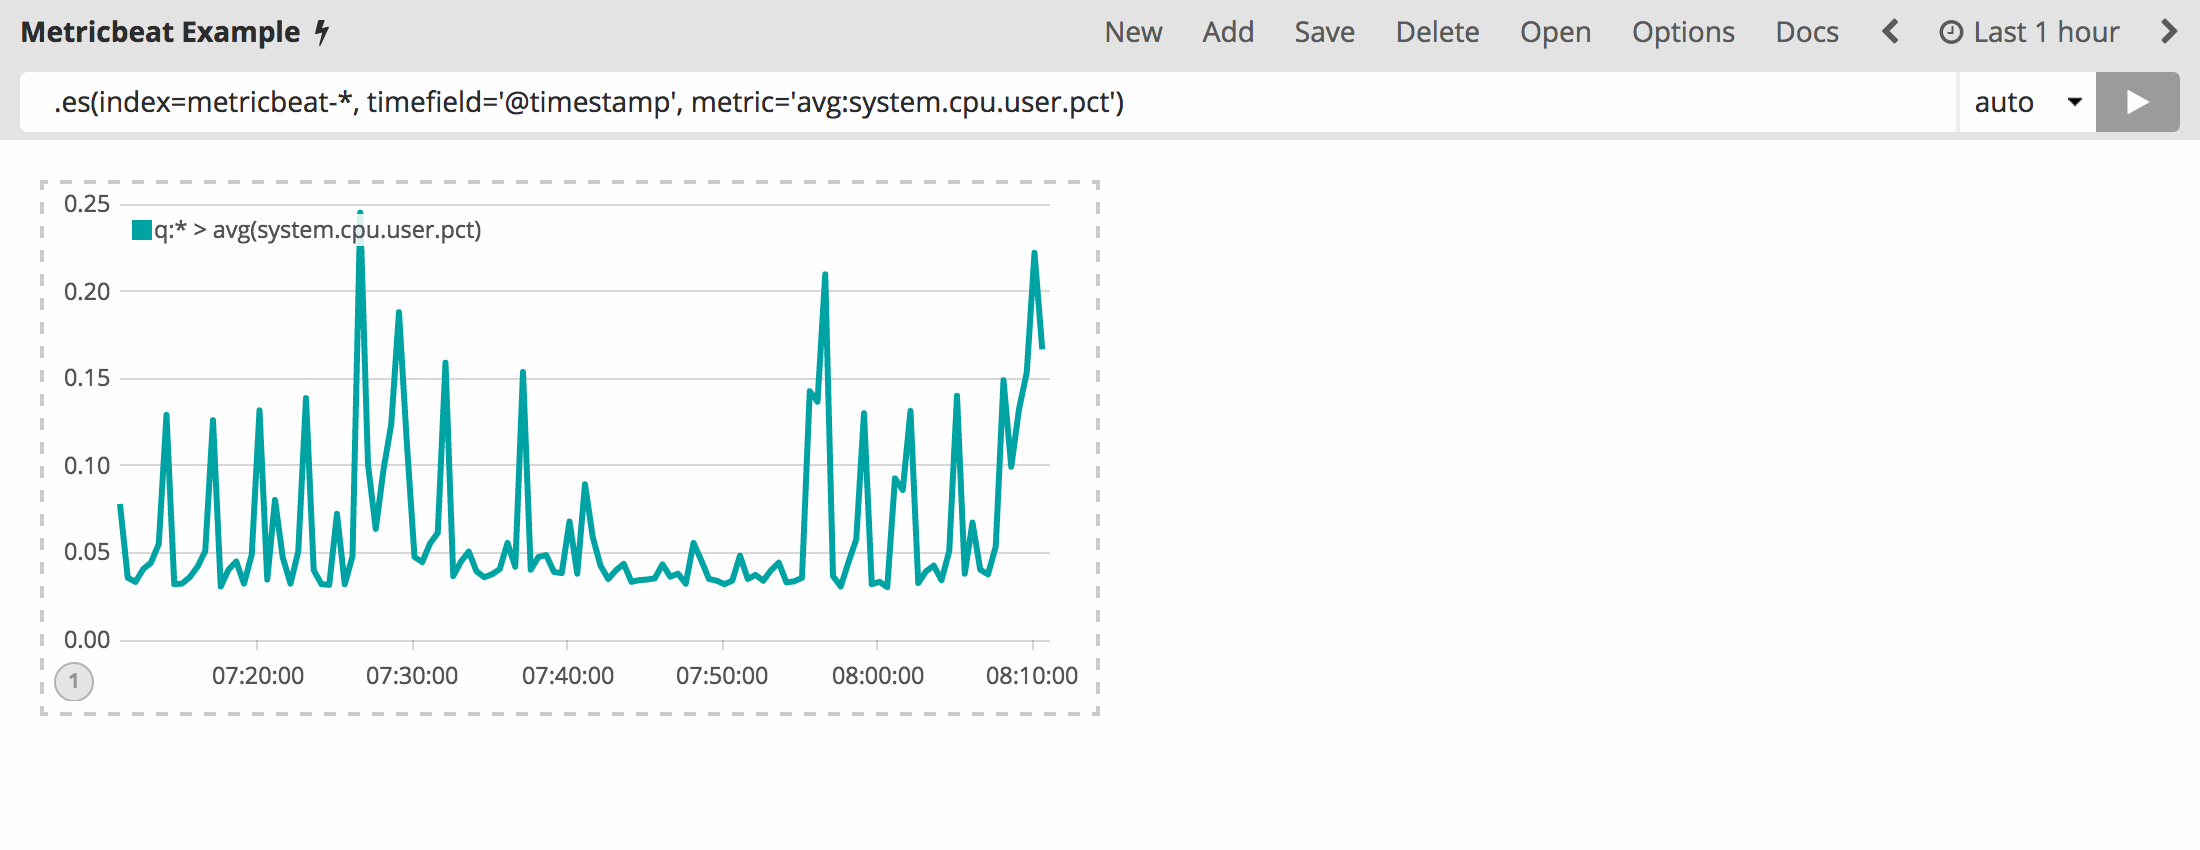 Metricbeat Example New Add Save Delete Open Options Docs Last 1 hour
.es(index=metricbeat-*, timefield='@timestamp', metric='avg:system.cpu.user.pct') auto
0.25
q:* > avg(system.cpu.user.pct)
0.20
0.15
0.10
0.05
0.00
1
07:20:00 07:30:00 07:40:00 07:50:00 08:00:00 08:10:00